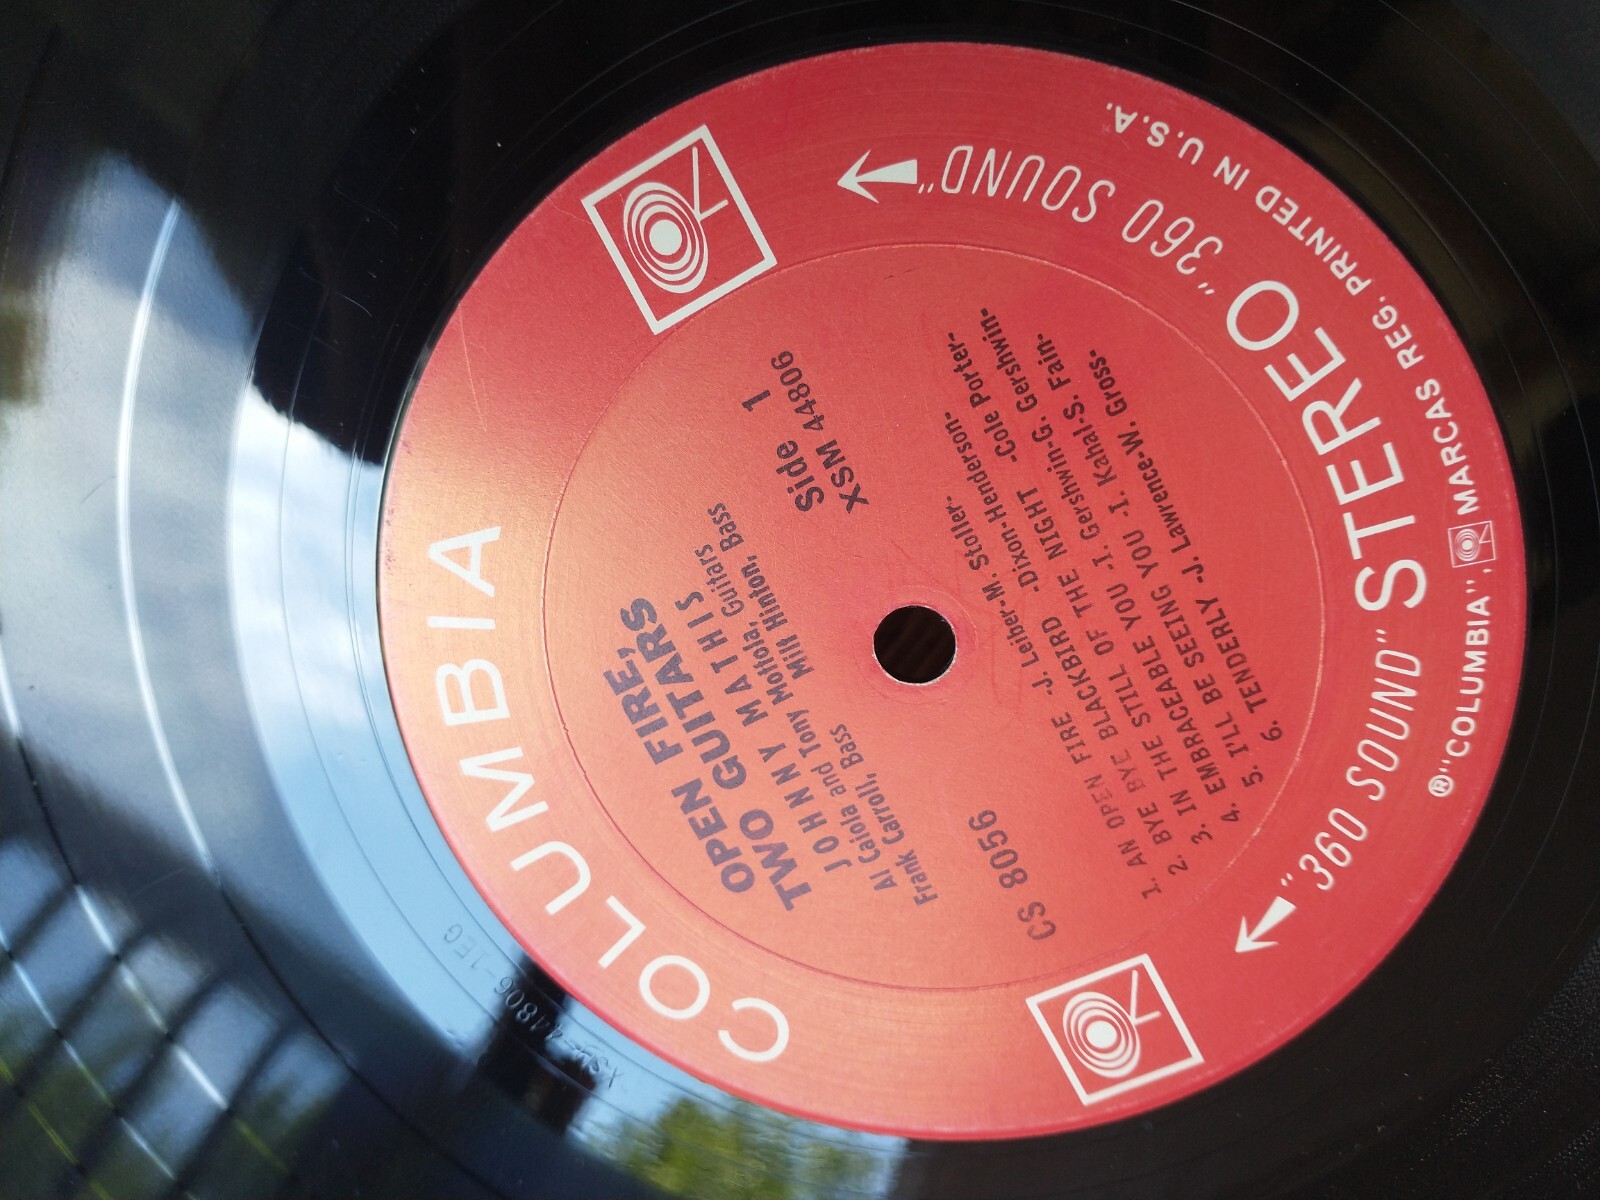 COLUMBIA
OPEN FIRE,
TWO GUITARS
JOHNNY MATHIS
Al Caiola and Tony Mottola, Guitars
Frank Carroll, Bass Milt Hinton, Bass
Side 1
CS 8056
XSM 44806
1. AN OPEN FIRE -J. Leiber-M. Stoller-
2. BYE BYE BLACKBIRD -Dixon-Henderson-
3. IN THE STILL OF THE NIGHT -Cole Porter-
4. EMBRACEABLE YOU -I. Gershwin-G. Gershwin-
5. I'LL BE SEEING YOU -I. Kahal-S. Fain-
6. TENDERLY -J. Lawrence-W. Gross-
"360 SOUND" STEREO "360 SOUND"
Ⓡ "COLUMBIA", MARCAS REG. PRINTED IN U.S.A.
XSM-44806-1EG